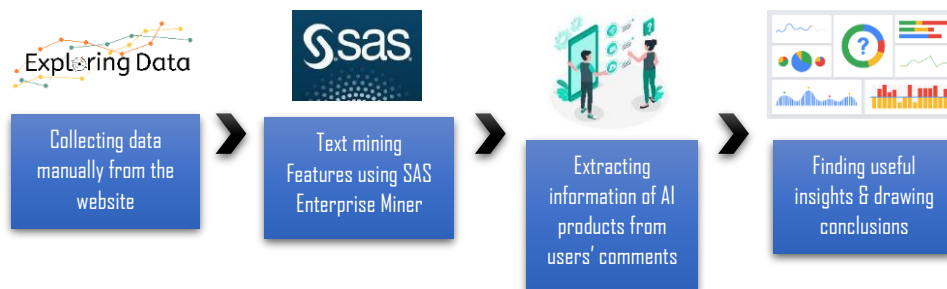 Exploring Data
Collecting data
manually from the
website
sas
Text mining
Features using SAS
Enterprise Miner
Extracting
information of AI
products from
users' comments
?
Finding useful
insights & drawing
conclusions